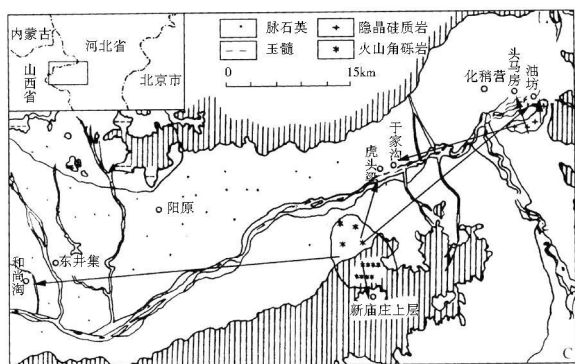 内蒙古
河北省
山西省
北京市
脉石英
隐晶硅质岩
玉髓
火山角砾岩
0
15km
头马房
油坊
化稍营
于家沟
虎头梁
阳原
和尚淘
东井集
新庙庄上层
C